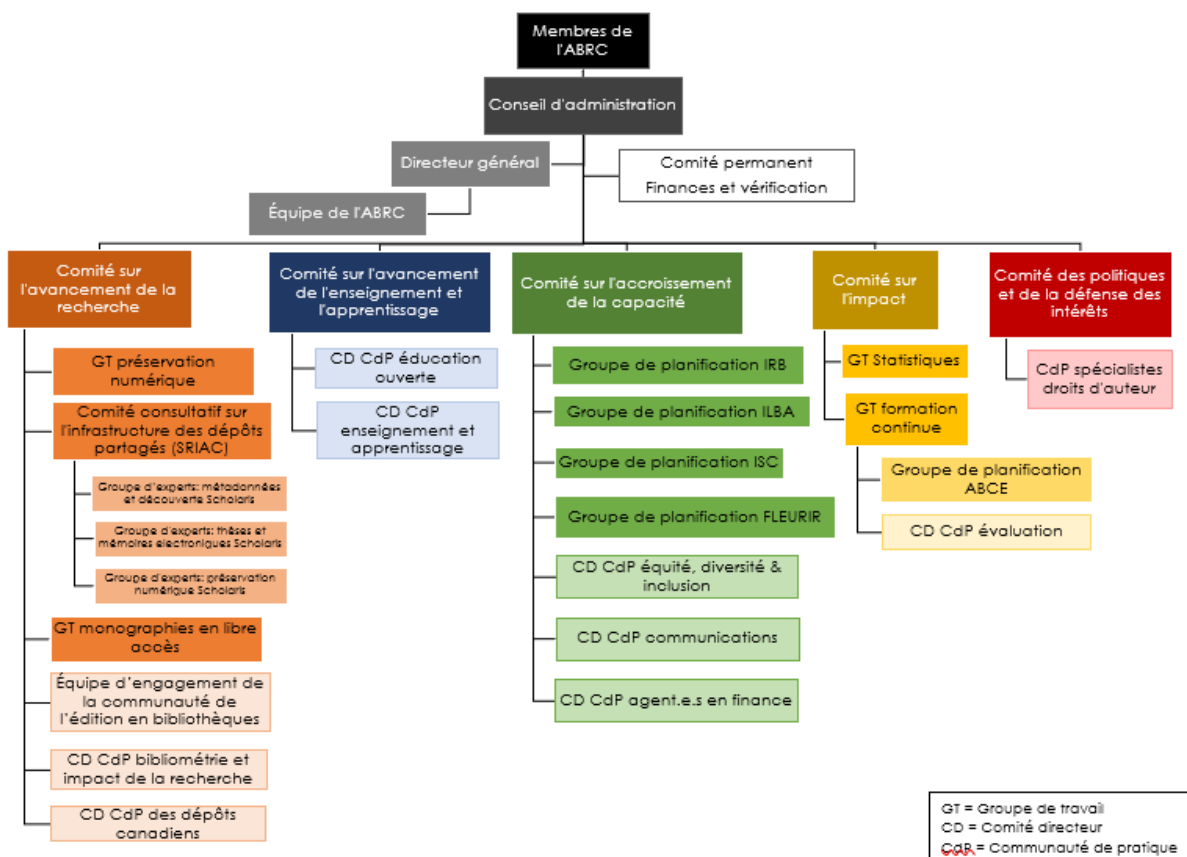 Membres de
l'ABRC
Conseil d'administration
Directeur général
Comité permanent
Finances et vérification
Équipe de l'ABRC
Comité sur
l'avancement de la
recherche
GT préservation
numérique
Comité consultatif sur
l'infrastructure des dépôts
partagés (SRIAC)
Groupe d'experts: métadonnées
et découverte Scholaris
Groupe d'experts: thèses et
mémoires electroniques Scholaris
Groupe d'experts: préservation
numérique Scholaris
GT monographies en libre
accès
Équipe d'engagement de
la communauté de
l'édition en bibliothèques
CD CdP bibliométrie et
impact de la recherche
CD CdP des dépôts
canadiens
Comité sur l'avancement
de l'enseignement et
l'apprentissage
CD CdP éducation
ouverte
CD CdP
enseignement et
apprentissage
Comité sur l'accroissement
de la capacité
Groupe de planification IRB
Groupe de planification ILBA
Groupe de planification ISC
Groupe de planification FLEURIR
CD CdP équité, diversité &
inclusion
CD CdP communications
CD CdP agent.e.s en finance
Comité sur
l'impact
GT Statistiques
GT formation
continue
Groupe de planification
ABCE
CD CdP évaluation
Comité des politiques
et de la défense des
intérêts
CdP spécialistes
droits d'auteur
GT = Groupe de travail
CD = Comité directeur
CdP = Communauté de pratique